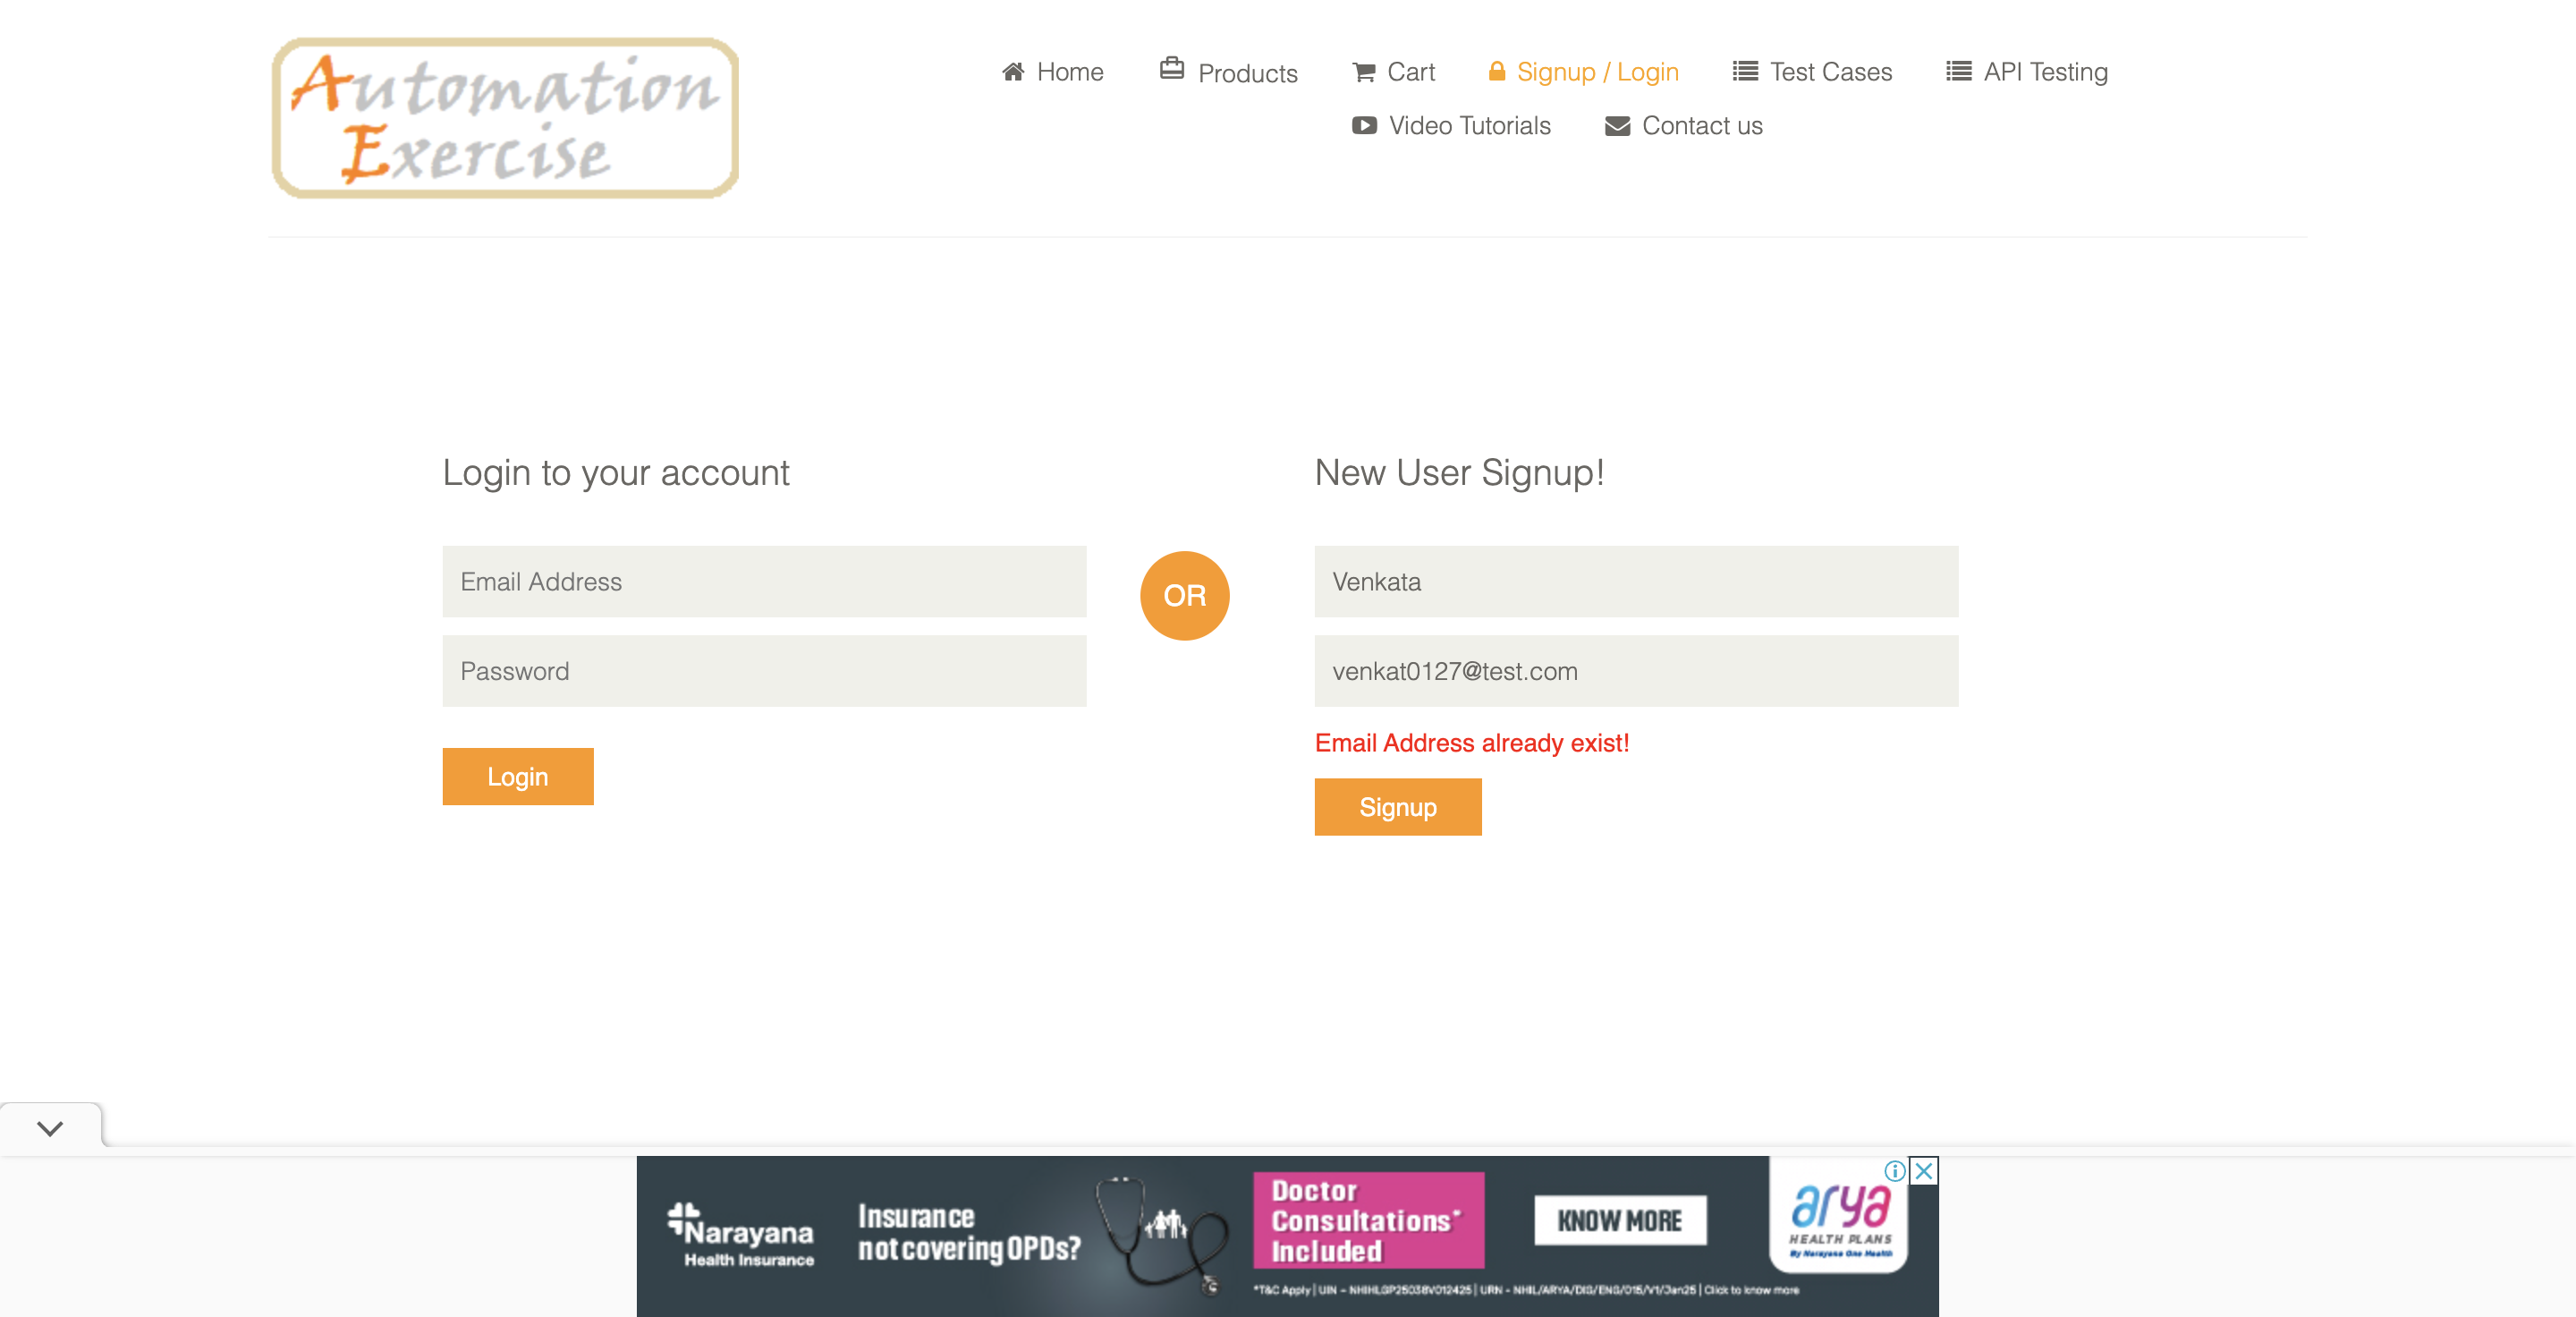 Automation
Exercise
Home
Products
Cart
Signup / Login
Test Cases
API Testing
Video Tutorials
Contact us
Login to your account
Email Address
Password
Login
OR
New User Signup!
Venkata
venkat0127@test.com
Email Address already exist!
Signup
Narayana
Health Insurance
Insurance
not covering OPDs?
Doctor
Consultations*
Included
KNOW MORE
arya
HEALTH PLANS
By Narayana One Health
*T&C Apply | UIN – NHIHLGP25038V012425 | URN - NHIL/ARYA/DIG/ENG/015/V1/Jan25 | Click to know more